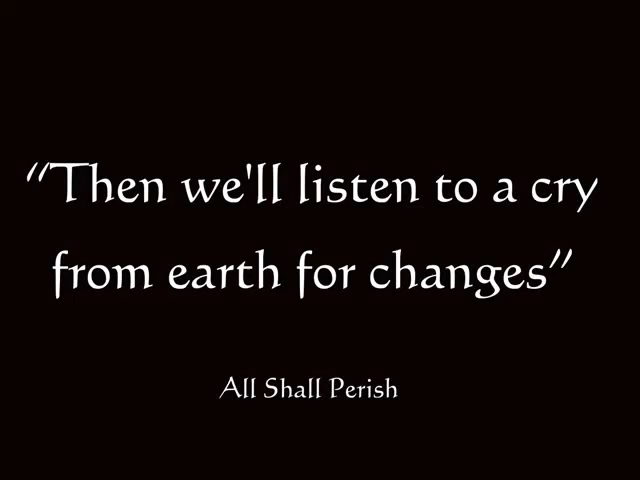 “Then we'll listen to a cry
from earth for changes”
All Shall Perish